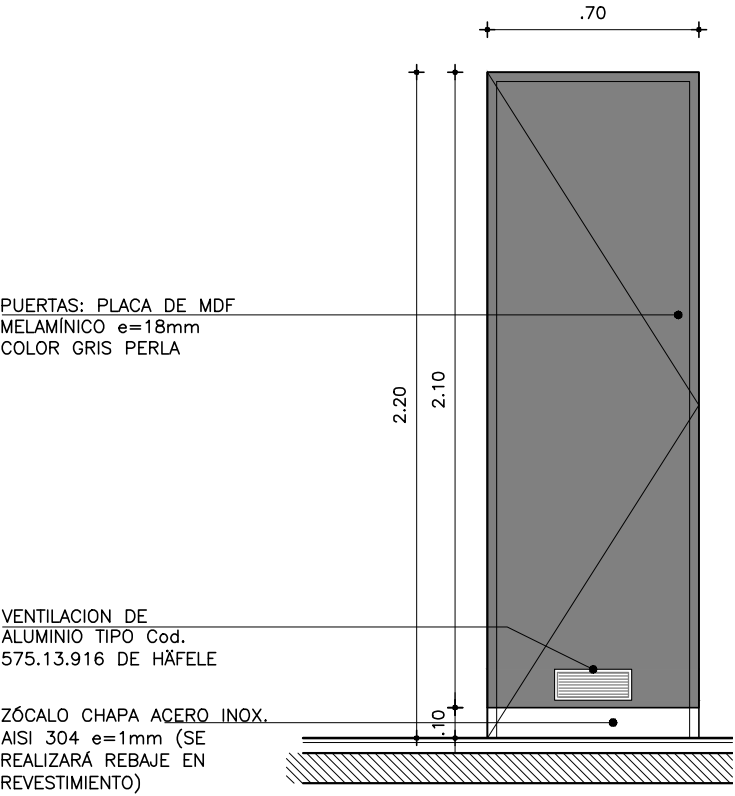 .70
PUERTAS: PLACA DE MDF
MELAMÍNICO e=18mm
COLOR GRIS PERLA
2.20
2.10
VENTILACION DE
ALUMINIO TIPO Cod.
575.13.916 DE HÄFELE
.10
ZÓCALO CHAPA ACERO INOX.
AISI 304 e=1mm (SE
REALIZARÁ REBAJE EN
REVESTIMIENTO)